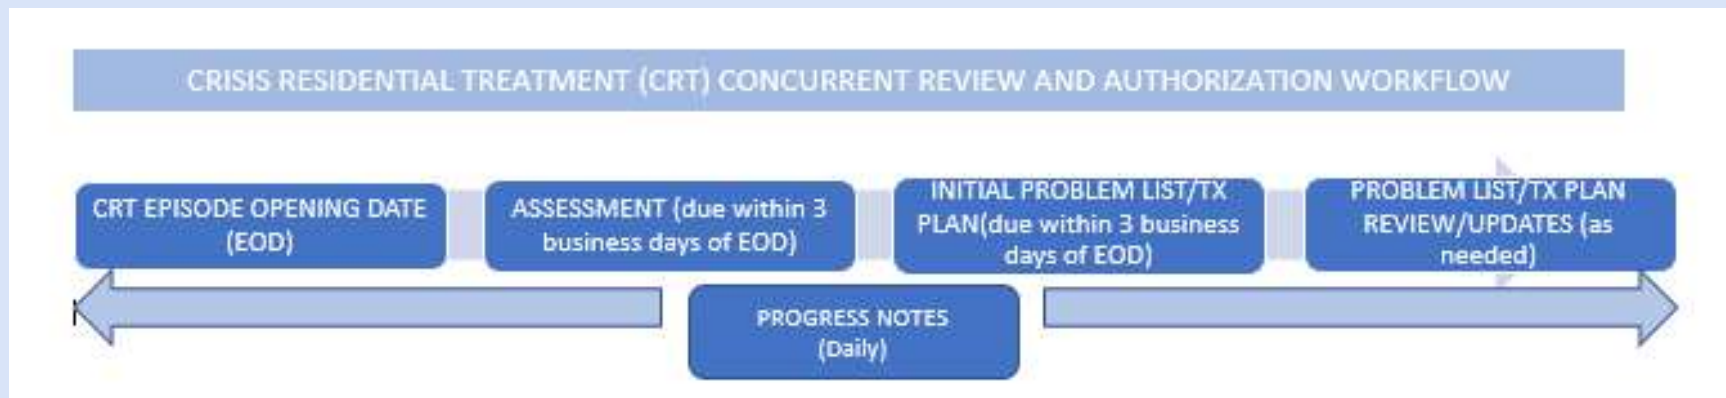 CRISIS RESIDENTIAL TREATMENT (CRT) CONCURRENT REVIEW AND AUTHORIZATION WORKFLOW
CRT EPISODE OPENING DATE
(EOD)
ASSESSMENT (due within 3
business days of EOD)
INITIAL PROBLEM LIST/TX
PLAN(due within 3 business
days of EOD)
PROBLEM LIST/TX PLAN
REVIEW/UPDATES (as
needed)
PROGRESS NOTES
(Daily)